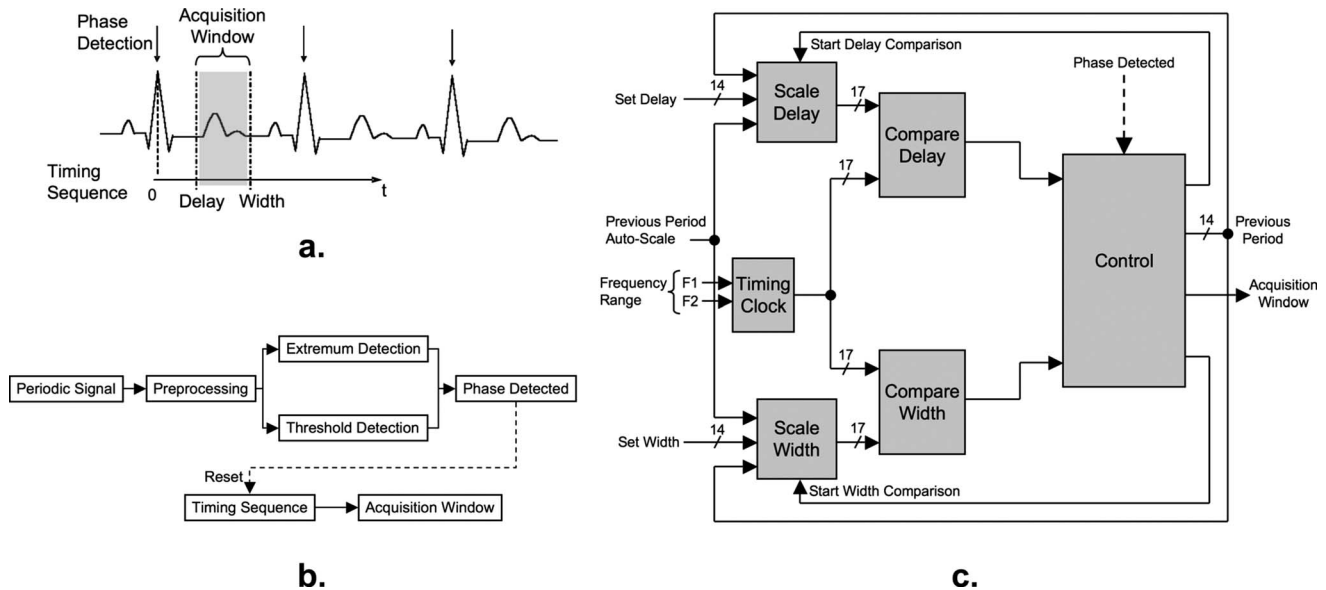 Phase
Detection
Acquisition
Window
Timing
Sequence
0
Delay
Width
t
a.
Periodic Signal
Preprocessing
Extremum Detection
Threshold Detection
Phase Detected
Reset
Timing Sequence
Acquisition Window
b.
Start Delay Comparison
Phase Detected
Set Delay
14
Scale
Delay
17
Compare
Delay
17
Previous Period
Auto-Scale
Frequency
Range
F1
F2
Timing
Clock
Control
14
Previous
Period
Acquisition
Window
17
Compare
Width
Set Width
14
Scale
Width
17
Start Width Comparison
c.